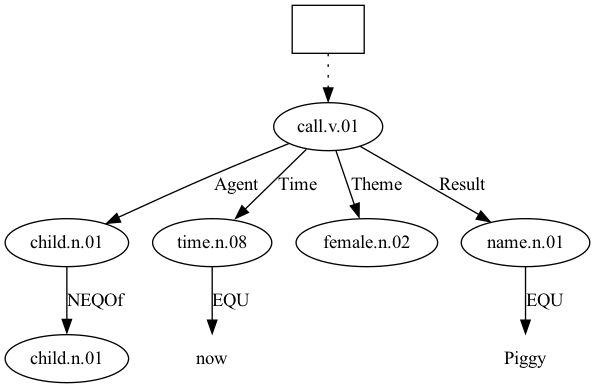 call.v.01
Agent Time Theme Result
child.n.01 time.n.08 female.n.02 name.n.01
NEQOf EQU EQU
child.n.01 now Piggy